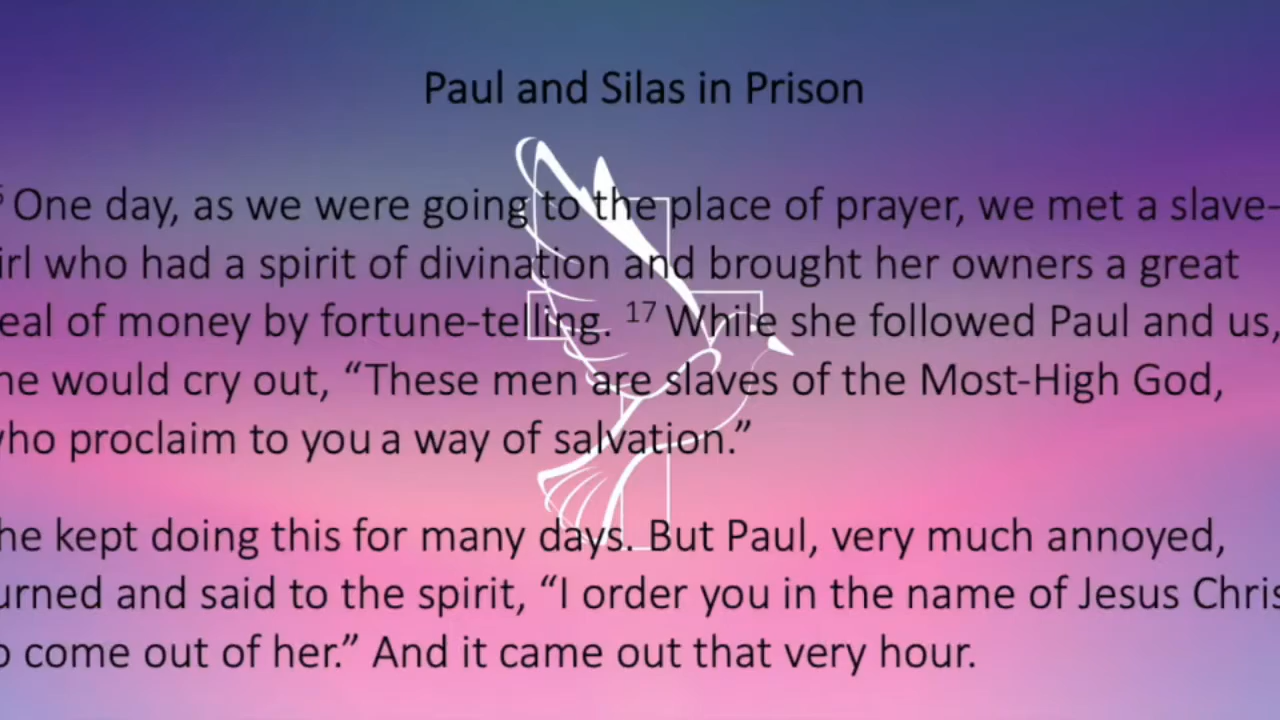 Paul and Silas in Prison
One day, as we were going to the place of prayer, we met a slave-
irl who had a spirit of divination and brought her owners a great
eal of money by fortune-telling. 17 While she followed Paul and us,
he would cry out, “These men are slaves of the Most-High God,
who proclaim to you a way of salvation.”
he kept doing this for many days. But Paul, very much annoyed,
urned and said to the spirit, “I order you in the name of Jesus Chris
o come out of her.” And it came out that very hour.